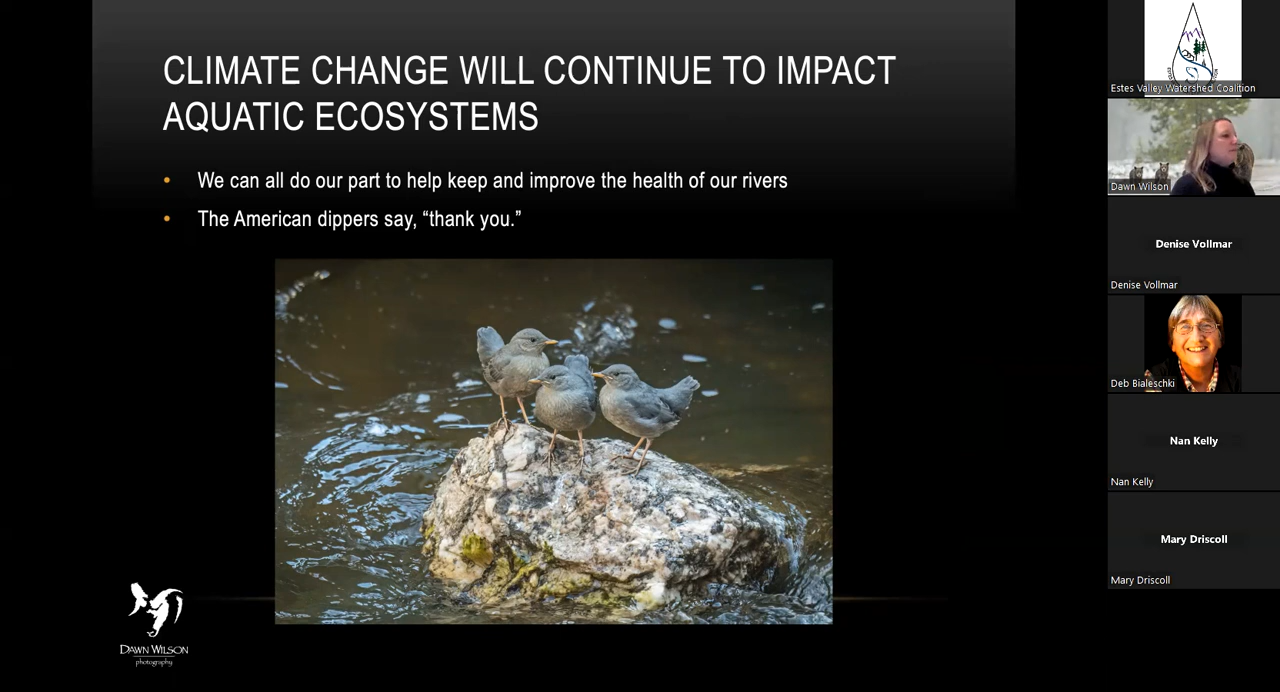 CLIMATE CHANGE WILL CONTINUE TO IMPACT
AQUATIC ECOSYSTEMS
• We can all do our part to help keep and improve the health of our rivers
• The American dippers say, “thank you.”
DAWN WILSON
photography
Estes Valley Watershed Coalition
Dawn Wilson
Denise Vollmar
Denise Vollmar
Deb Bialeschki
Nan Kelly
Nan Kelly
Mary Driscoll
Mary Driscoll